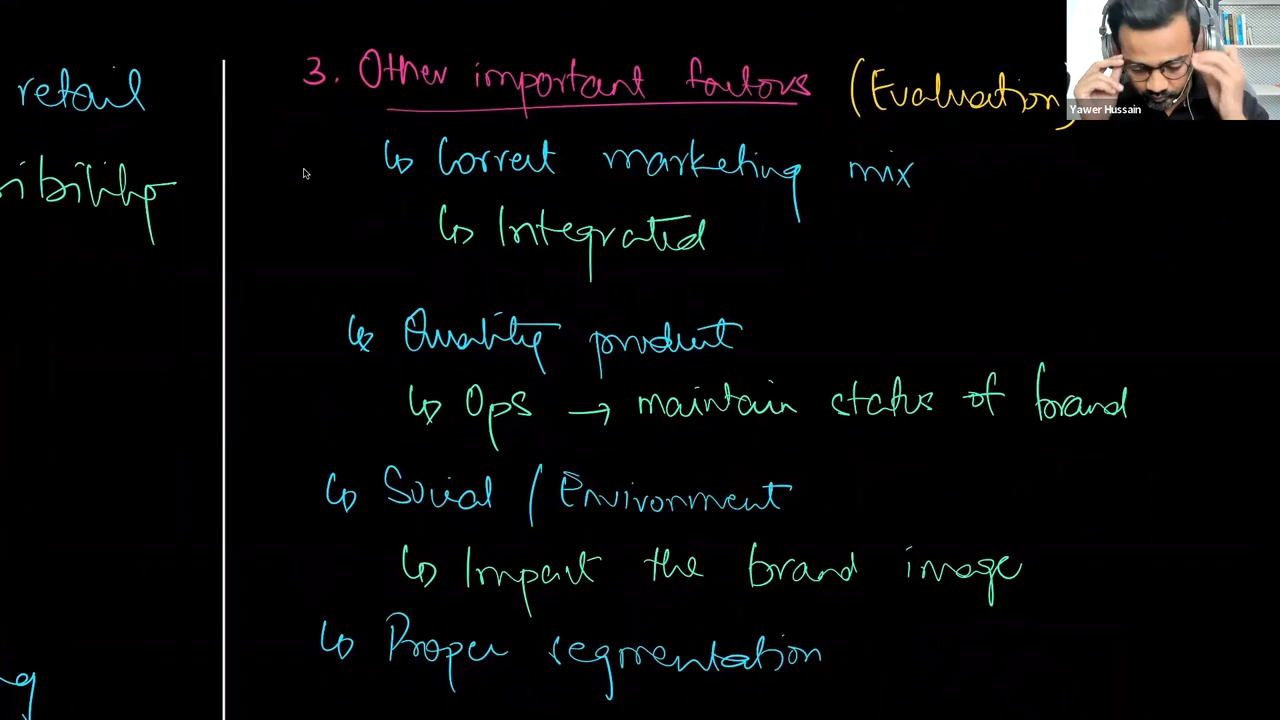 retail
3. Other important factors (Evaluation)
Yawer Hussain
↳ Correct marketing mix
ibility
↳ Integrated
↳ Quality product
↳ Ops → maintain status of brand
↳ Social / Environment
↳ Impact the brand image
↳ Proper segmentation